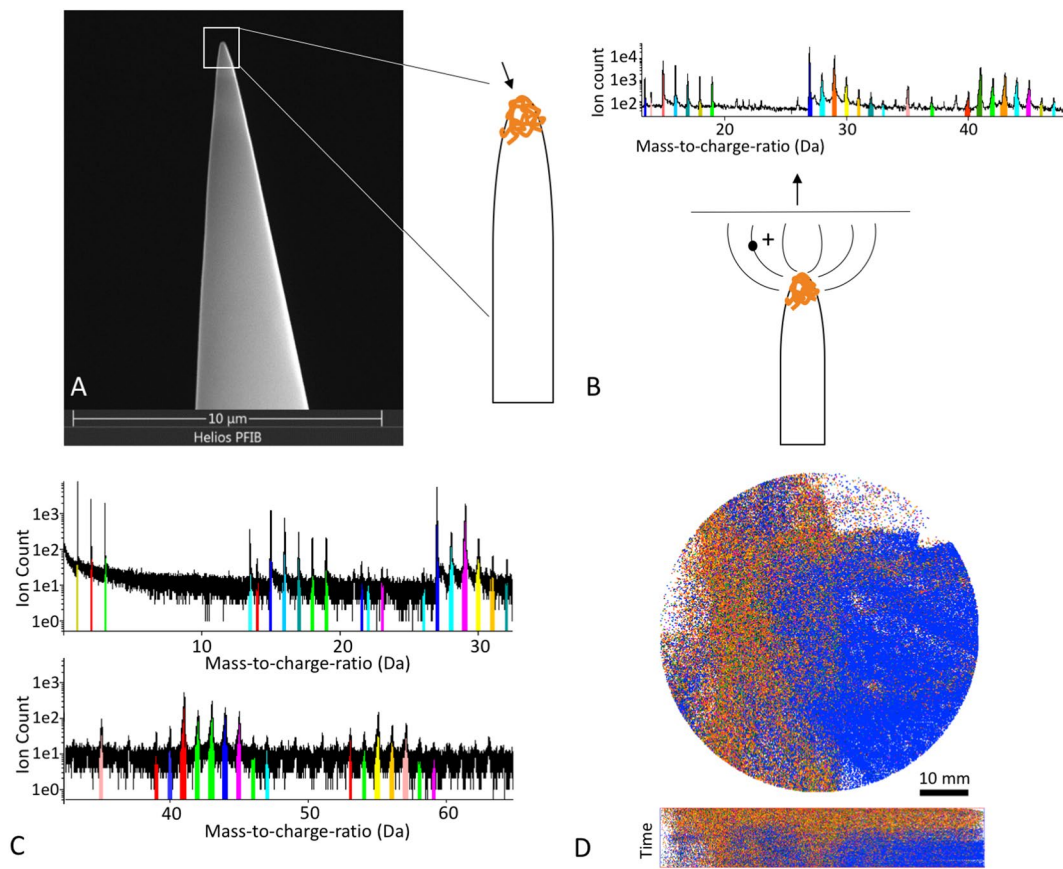 A
10 µm
Helios PFIB
Ion count
1e4
1e3
1e2
20
30
40
Mass-to-charge-ratio (Da)
+
B
Ion Count
1e3
1e2
1e1
1e0
10
20
30
Mass-to-charge-ratio (Da)
Ion Count
1e3
1e2
1e1
1e0
40
50
60
Mass-to-charge-ratio (Da)
C
10 mm
Time
D